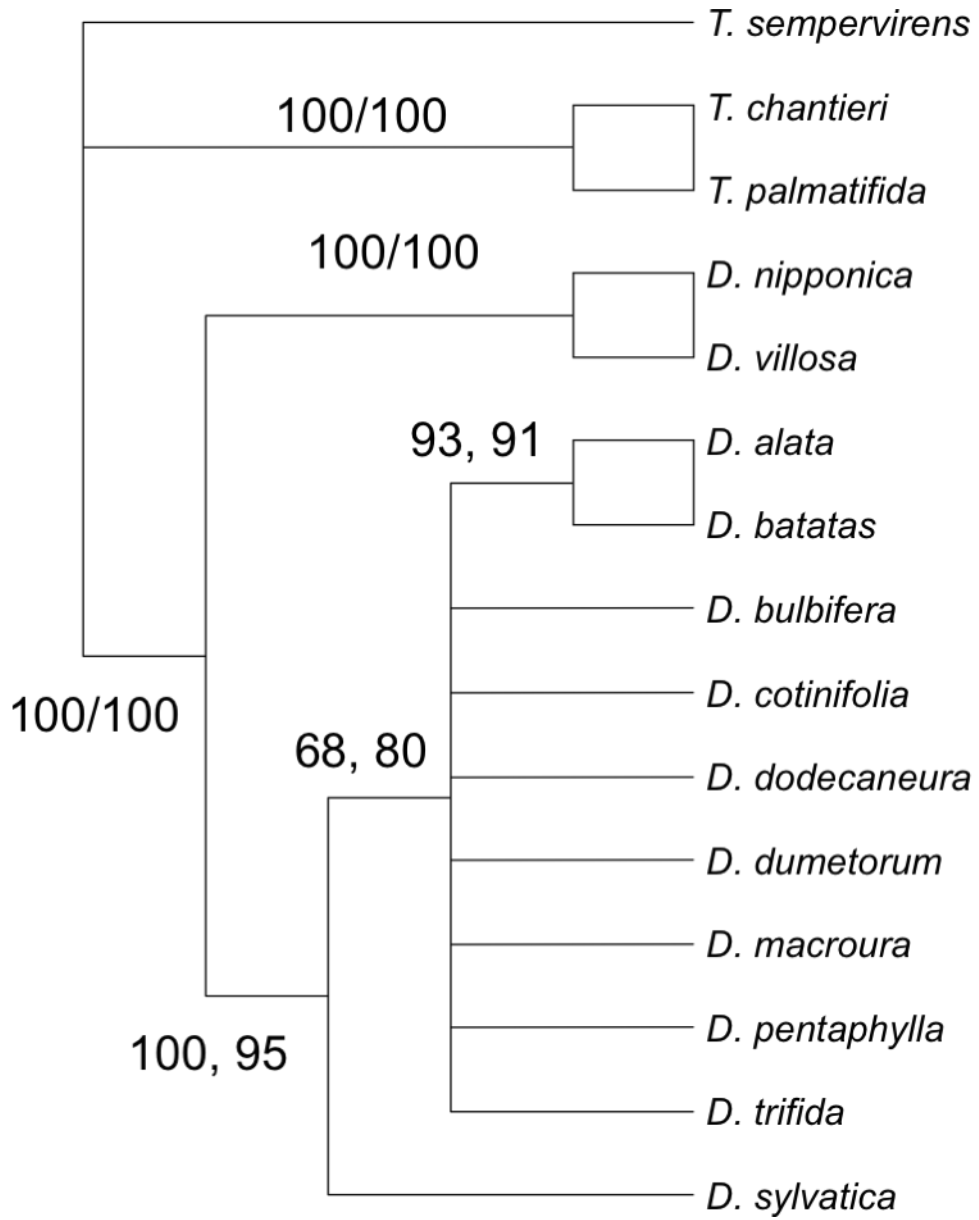 T. sempervirens
100/100
T. chantieri
T. palmatifida
100/100
D. nipponica
D. villosa
93, 91
D. alata
D. batatas
D. bulbifera
100/100
D. cotinifolia
68, 80
D. dodecaneura
D. dumetorum
D. macroura
100, 95
D. pentaphylla
D. trifida
D. sylvatica